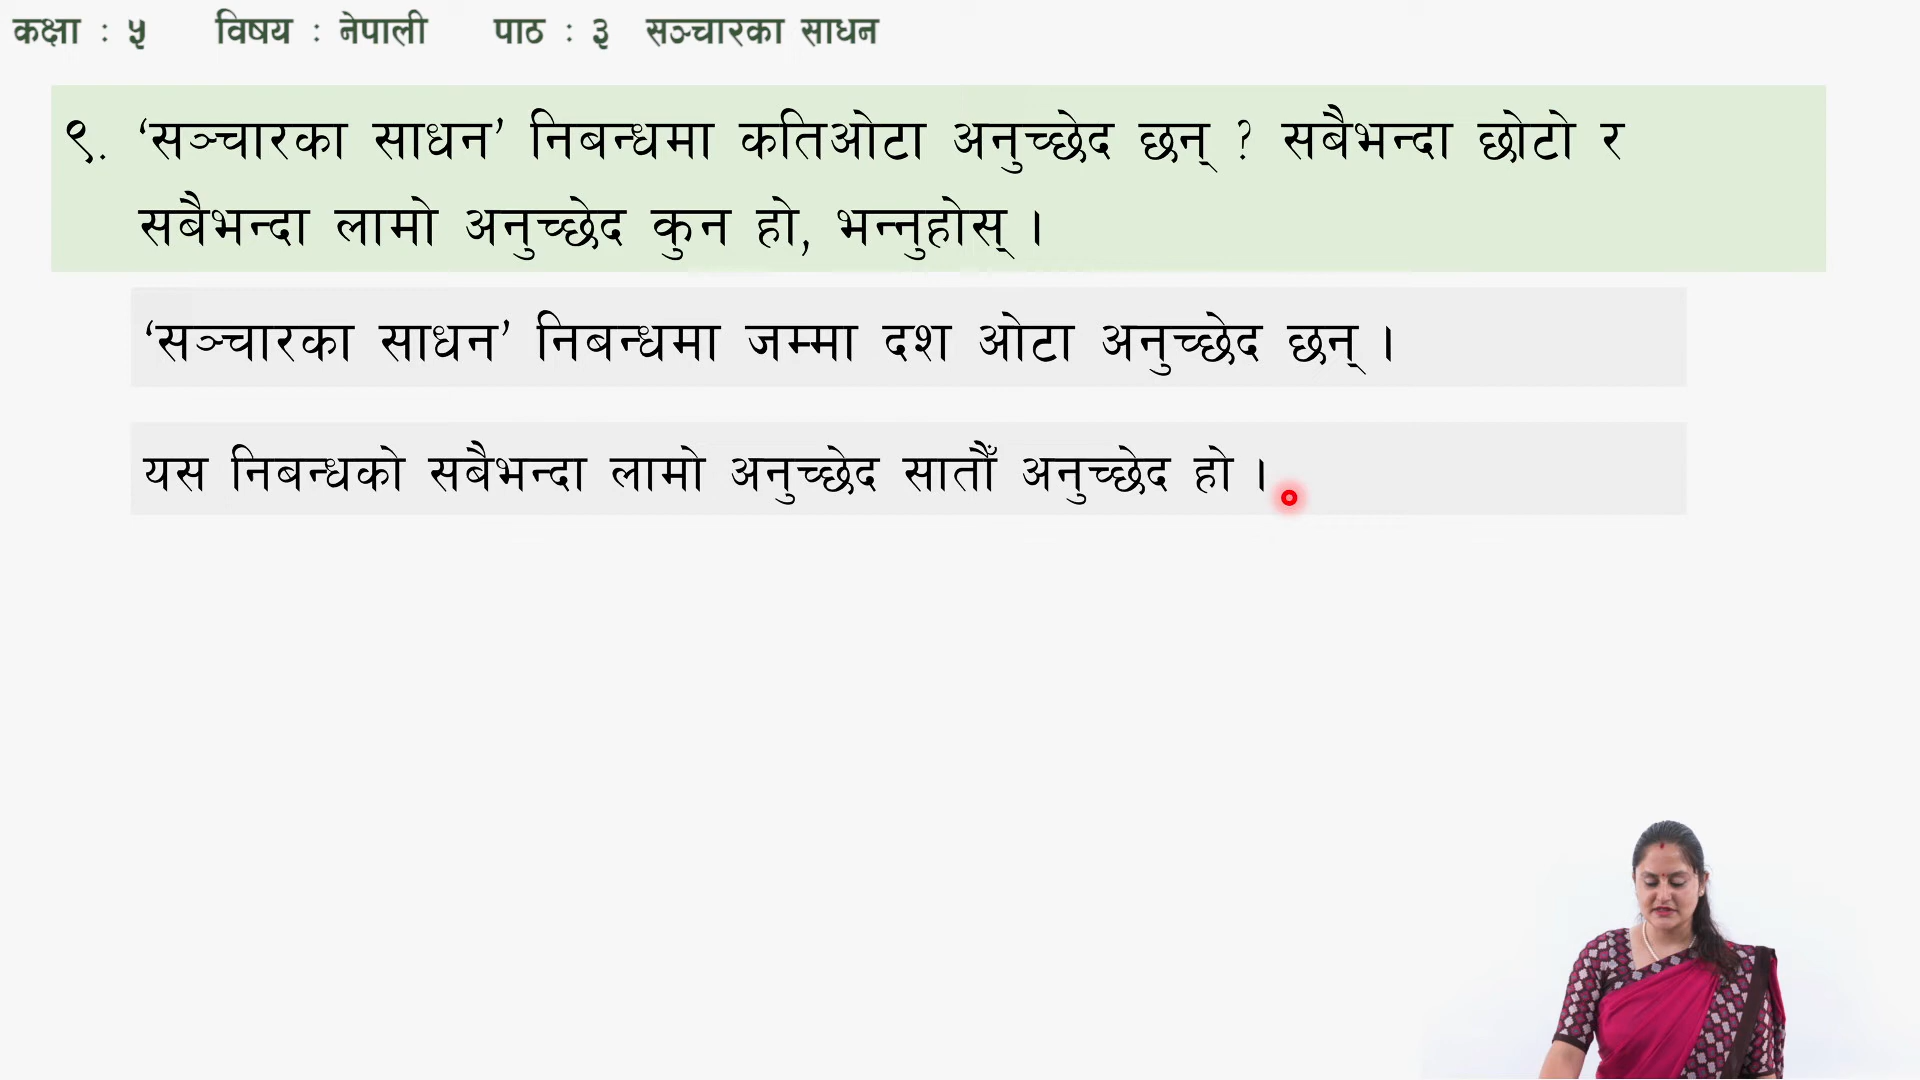 कक्षा : ५ विषय : नेपाली पाठ : ३ सञ्चारका साधन
९. ‘सञ्चारका साधन’ निबन्धमा कतिओटा अनुच्छेद छन् ? सबैभन्दा छोटो र
सबैभन्दा लामो अनुच्छेद कुन हो, भन्नुहोस् ।
‘सञ्चारका साधन’ निबन्धमा जम्मा दश ओटा अनुच्छेद छन् ।
यस निबन्धको सबैभन्दा लामो अनुच्छेद सातौँ अनुच्छेद हो ।